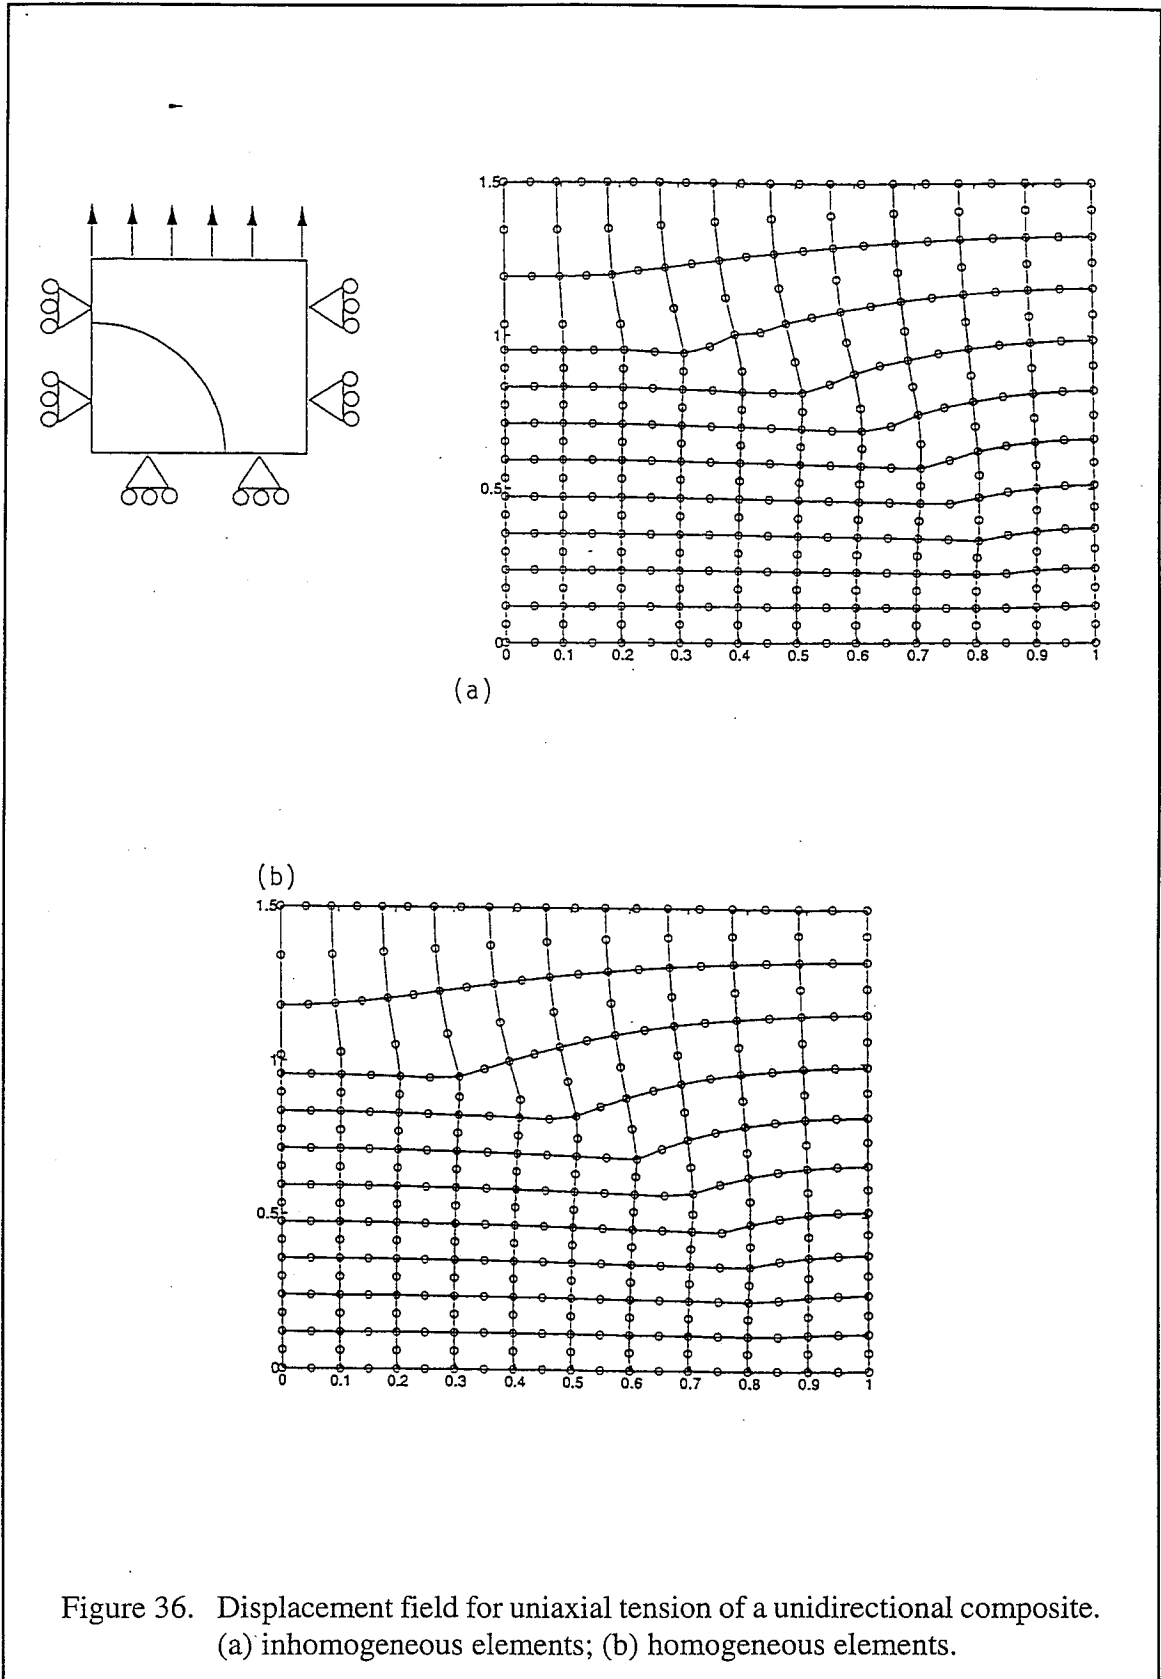 1.5
1
0.5
0
0 0.1 0.2 0.3 0.4 0.5 0.6 0.7 0.8 0.9 1
(a)
(b)
1.5
1
0.5
0
0 0.1 0.2 0.3 0.4 0.5 0.6 0.7 0.8 0.9 1
Figure 36. Displacement field for uniaxial tension of a unidirectional composite.
(a) inhomogeneous elements; (b) homogeneous elements.